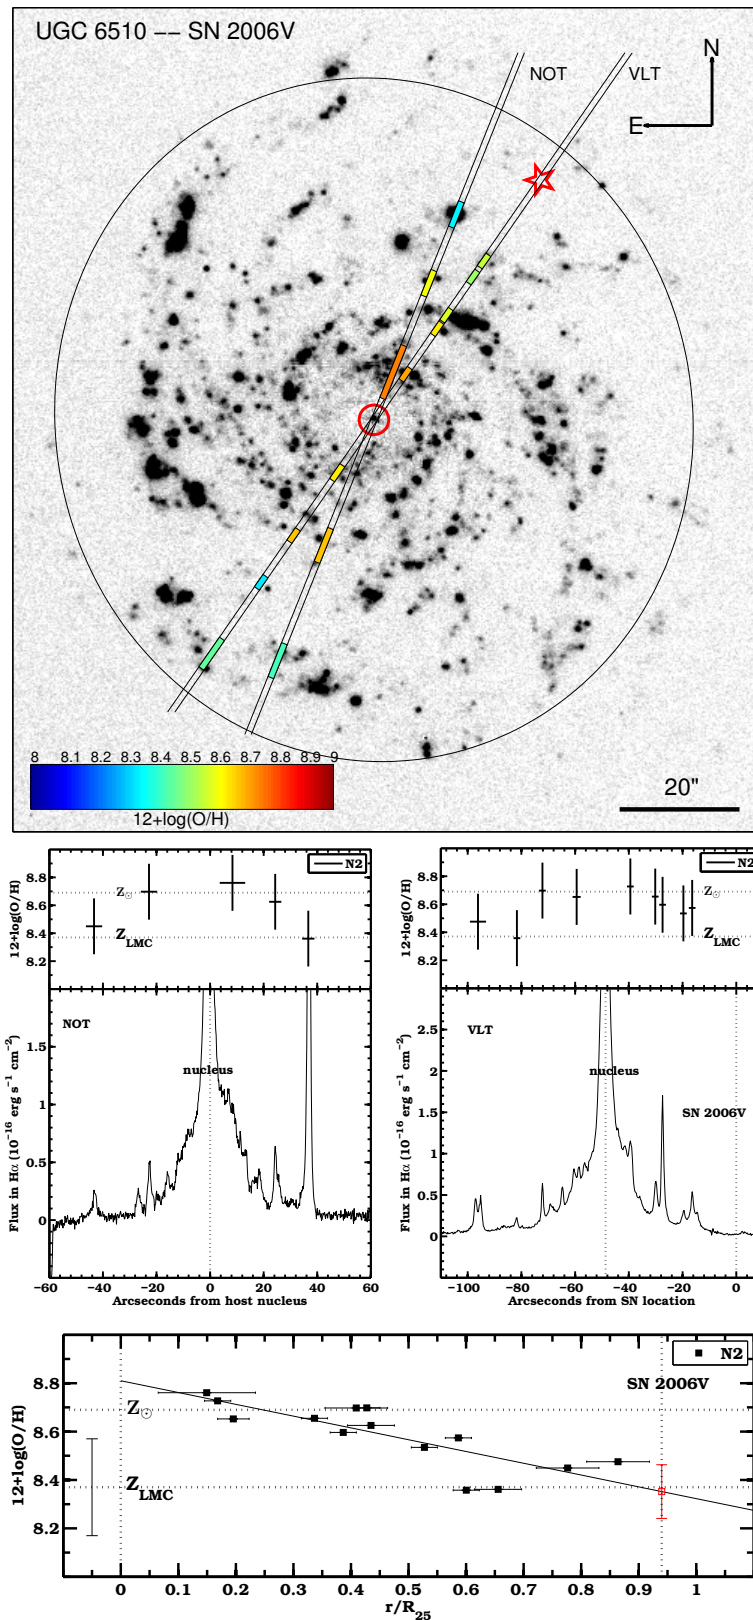 UGC 6510 −− SN 2006V
NOT
VLT
N
E
8 8.1 8.2 8.3 8.4 8.5 8.6 8.7 8.8 8.9 9
12+log(O/H)
20"
N2
8.8
8.6
8.4
8.2
12+log(O/H)
Z☉
Z_LMC
NOT
nucleus
1.5
1
0.5
0
Flux in Hα (10^−16 erg s^−1 cm^−2)
−60 −40 −20 0 20 40 60
Arcseconds from host nucleus
N2
8.8
8.6
8.4
8.2
12+log(O/H)
Z☉
Z_LMC
VLT
nucleus
SN 2006V
2.5
2
1.5
1
0.5
0
Flux in Hα (10^−16 erg s^−1 cm^−2)
−100 −80 −60 −40 −20 0
Arcseconds from SN location
N2
SN 2006V
8.8
8.6
8.4
8.2
12+log(O/H)
Z☉
Z_LMC
0 0.1 0.2 0.3 0.4 0.5 0.6 0.7 0.8 0.9 1
r/R_25